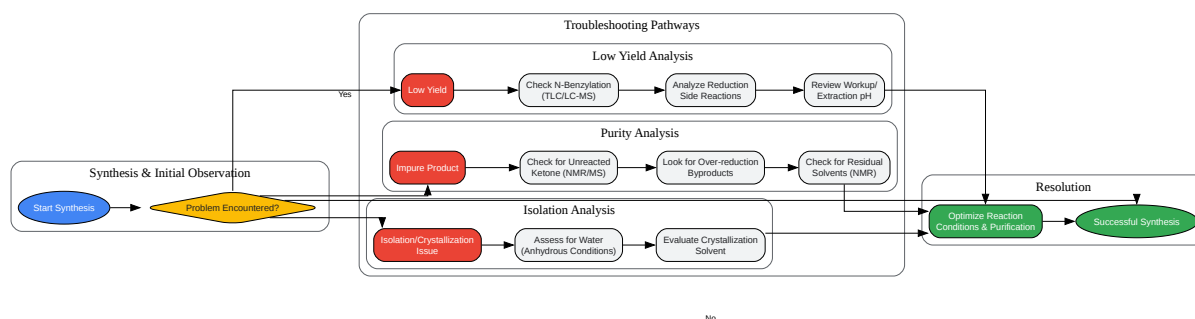 Troubleshooting Pathways
Low Yield Analysis
Low Yield
Check N-Benzylation
(TLC/LC-MS)
Analyze Reduction
Side Reactions
Review Workup/
Extraction pH
Yes
Purity Analysis
Impure Product
Check for Unreacted
Ketone (NMR/MS)
Look for Over-reduction
Byproducts
Check for Residual
Solvents (NMR)
Synthesis & Initial Observation
Start Synthesis
Problem Encountered?
Isolation Analysis
Isolation/Crystallization
Issue
Assess for Water
(Anhydrous Conditions)
Evaluate Crystallization
Solvent
Resolution
Optimize Reaction
Conditions & Purification
Successful Synthesis
No